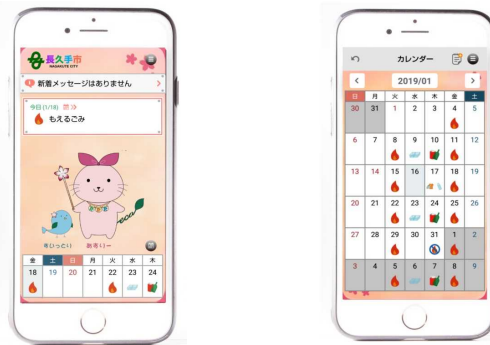 長久手市
NAGAKUTE CITY
新着メッセージはありません
今日(1/18)
もえるごみ
eco
金 土 日 月 火 水 木
18 19 20 21 22 23 24
カレンダー
2019/01
日 月 火 水 木 金 土
30 31 1 2 3 4 5
6 7 8 9 10 11 12
13 14 15 16 17 18 19
20 21 22 23 24 25 26
27 28 29 30 31 1 2
3 4 5 6 7 8 9